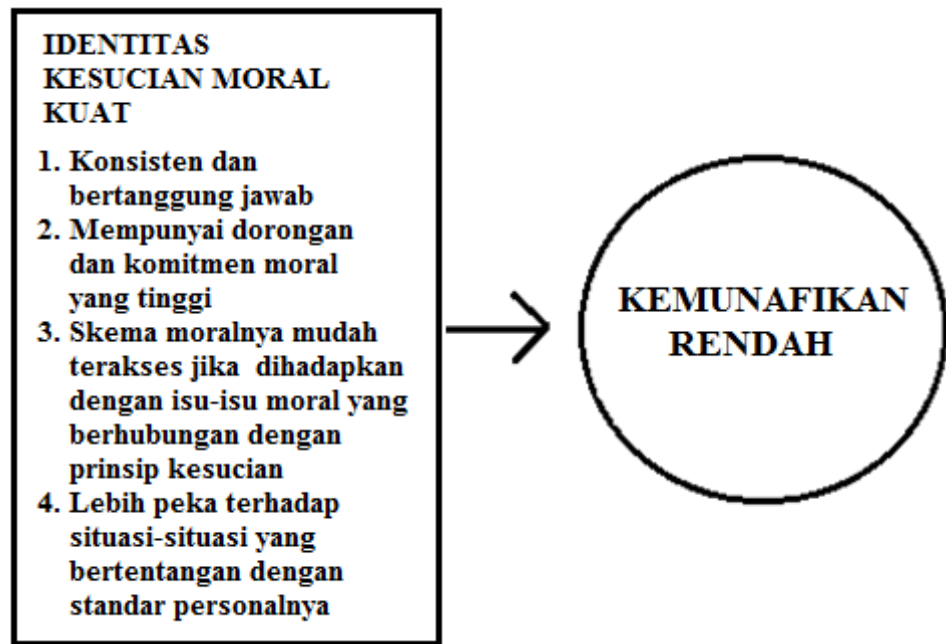 IDENTITAS
KESUCIAN MORAL
KUAT
1. Konsisten dan
bertanggung jawab
2. Mempunyai dorongan
dan komitmen moral
yang tinggi
3. Skema moralnya mudah
terakses jika dihadapkan
dengan isu-isu moral yang
berhubungan dengan
prinsip kesucian
4. Lebih peka terhadap
situasi-situasi yang
bertentangan dengan
standar personalnya
KEMUNAFIKAN
RENDAH